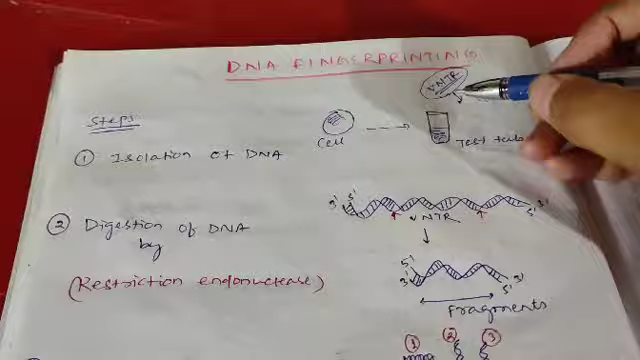 DNA FINGERPRINTING
VNTR
Steps
Cell
Test tub
① Isolation of DNA
3' 5' 3'
5'
VNTR
② Digestion of DNA
by
(Restriction endonuclease)
5'
3' 3'
5'
Fragments
① ② ③